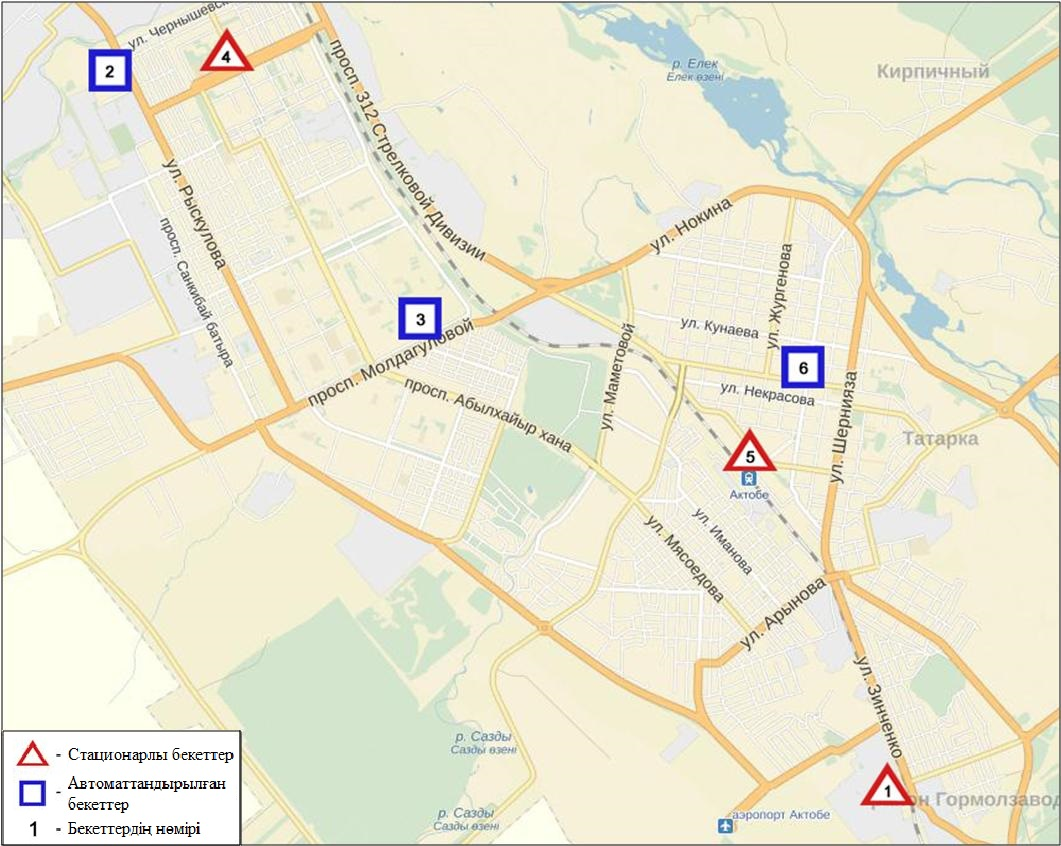 ул. Чернышевск
2
4
просп. 312 Стрелковой Дивизии
р. Елек
Елек өзені
Кирпичный
ул. Рыскулова
просп. Санкибай батыра
ул. Нокина
ул. Жургенова
3
просп. Молдагуловой
ул. Кунаева
6
ул. Маметовой
ул. Некрасова
просп. Абылхайыр хана
ул. Шернияза
Татарка
5
Актобе
ул. Мясоедова
ул. Иманова
ул. Арынова
ул. Зинченко
р. Сазды
Сазды өзені
1
он Гормолзавод
р. Сазды
Сазды өзені
аэропорт Актобе
- Стационарлы бекеттер
- Автоматтандырылған
бекеттер
1 - Бекеттердің нөмірі